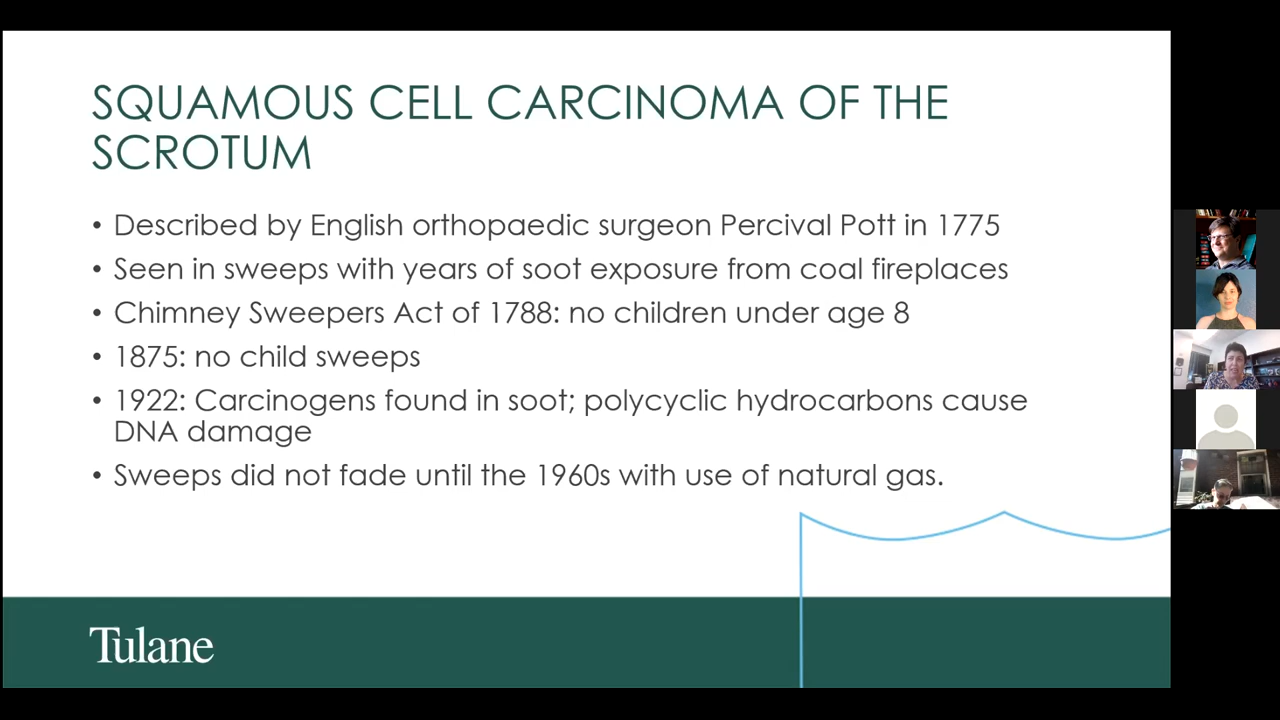 SQUAMOUS CELL CARCINOMA OF THE
SCROTUM
• Described by English orthopaedic surgeon Percival Pott in 1775
• Seen in sweeps with years of soot exposure from coal fireplaces
• Chimney Sweepers Act of 1788: no children under age 8
• 1875: no child sweeps
• 1922: Carcinogens found in soot; polycyclic hydrocarbons cause
DNA damage
• Sweeps did not fade until the 1960s with use of natural gas.
Tulane